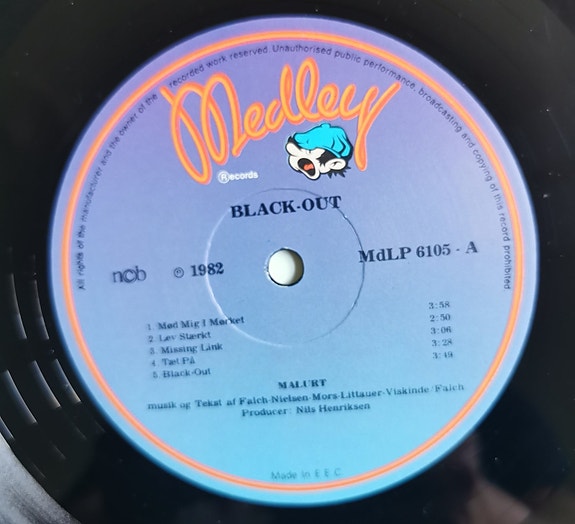 All rights of the manufacturer and the owner of the recorded work reserved. Unauthorised public performance, broadcasting and copying of this record prohibited
Medley
Records
BLACK-OUT
ncb ℗ 1982 MdLP 6105 - A
1. Mød Mig I Mørket 3:58
2. Lev Stærkt 2:50
3. Missing Link 3:06
4. Tæt På 3:28
5. Black-Out 3:49
MALURT
musik og Tekst af Faich-Nielsen-Mors-Littauer-Viskinde/Faich
Producer: Nils Henriksen
Made in E.E.C